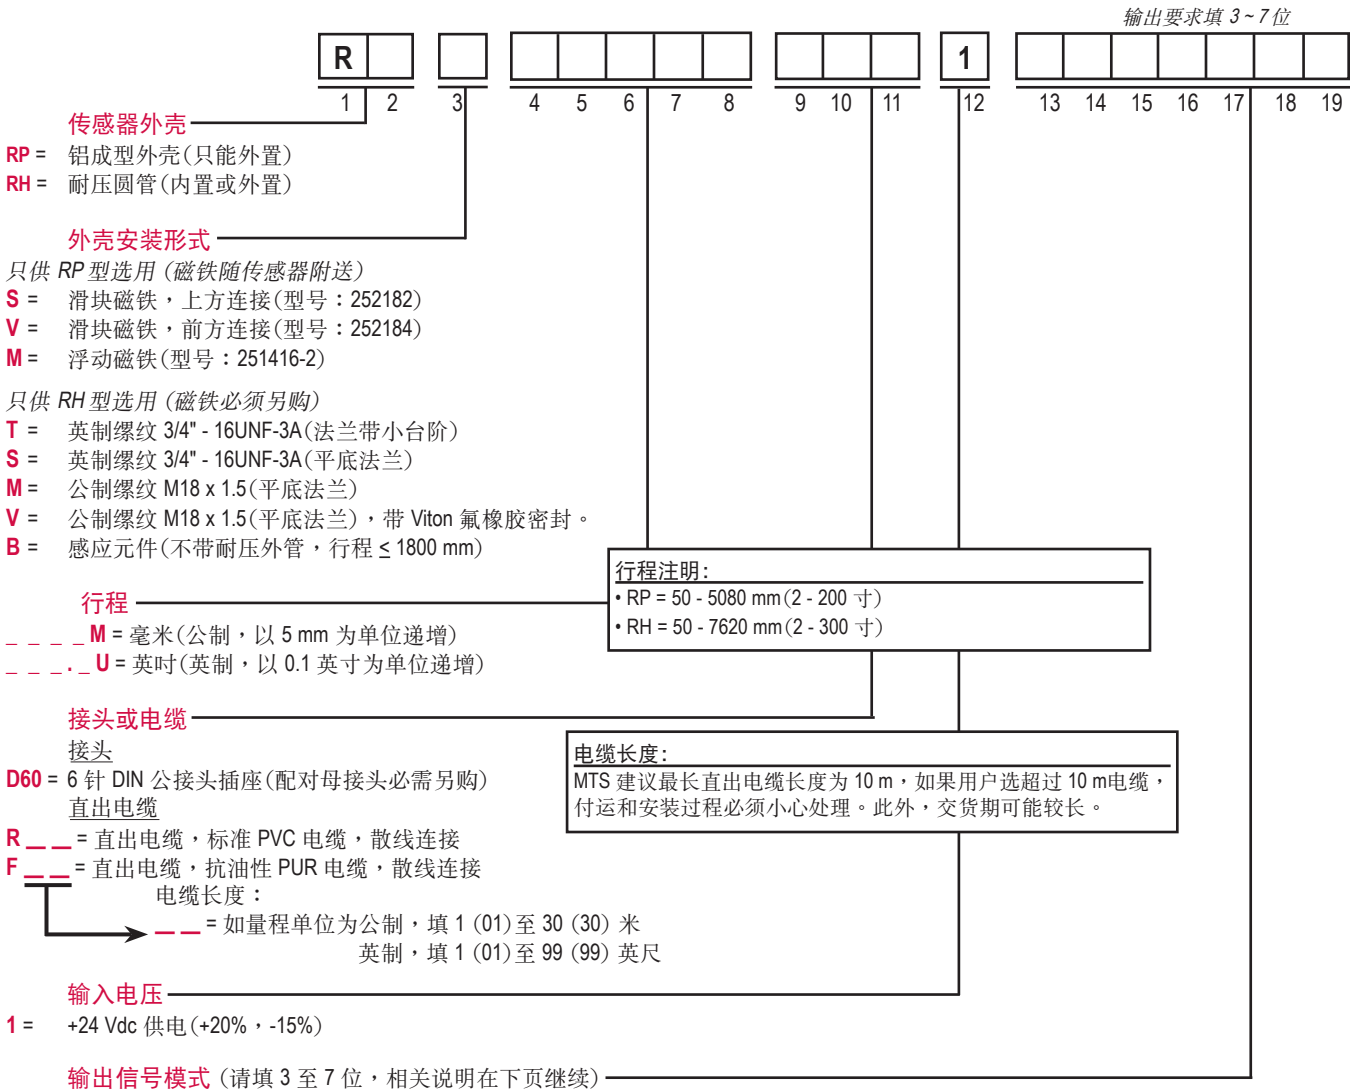 输出要求填 3 ~ 7 位
R 1
1 2 3 4 5 6 7 8 9 10 11 12 13 14 15 16 17 18 19
传感器外壳
RP = 铝成型外壳(只能外置)
RH = 耐压圆管(内置或外置)
外壳安装形式
只供 RP 型选用 (磁铁随传感器附送)
S = 滑块磁铁，上方连接(型号：252182)
V = 滑块磁铁，前方连接(型号：252184)
M = 浮动磁铁(型号：251416-2)
只供 RH 型选用 (磁铁必须另购)
T = 英制缧纹 3/4" - 16UNF-3A(法兰带小台阶)
S = 英制缧纹 3/4" - 16UNF-3A(平底法兰)
M = 公制缧纹 M18 x 1.5(平底法兰)
V = 公制缧纹 M18 x 1.5(平底法兰)，带 Viton 氟橡胶密封。
B = 感应元件(不带耐压外管，行程 ≤ 1800 mm)
行程注明:
• RP = 50 - 5080 mm(2 - 200 寸)
• RH = 50 - 7620 mm(2 - 300 寸)
行程
_ _ _ _ M = 毫米(公制，以 5 mm 为单位递增)
_ _ _ . _ U = 英吋(英制，以 0.1 英寸为单位递增)
接头或电缆
接头
D60 = 6 针 DIN 公接头插座(配对母接头必需另购)
直出电缆
R _ _ = 直出电缆，标准 PVC 电缆，散线连接
F _ _ = 直出电缆，抗油性 PUR 电缆，散线连接
电缆长度：
_ _ = 如量程单位为公制，填 1 (01)至 30 (30) 米
英制，填 1 (01)至 99 (99) 英尺
电缆长度:
MTS 建议最长直出电缆长度为 10 m，如果用户选超过 10 m电缆，
付运和安装过程必须小心处理。此外，交货期可能较长。
输入电压
1 = +24 Vdc 供电(+20%，-15%)
输出信号模式 (请填 3 至 7 位，相关说明在下页继续)